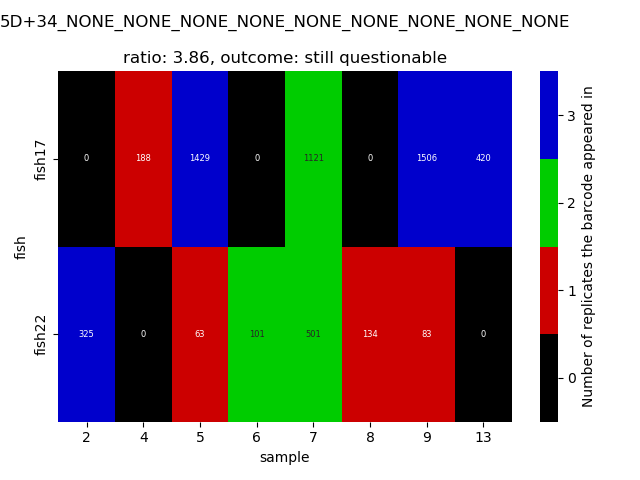 5D+34_NONE_NONE_NONE_NONE_NONE_NONE_NONE_NONE_NONE
ratio: 3.86, outcome: still questionable
fish
fish17
0 188 1429 0 1121 0 1506 420
fish22
325 0 63 101 501 134 83 0
2 4 5 6 7 8 9 13
sample
3
2
1
0
Number of replicates the barcode appeared in